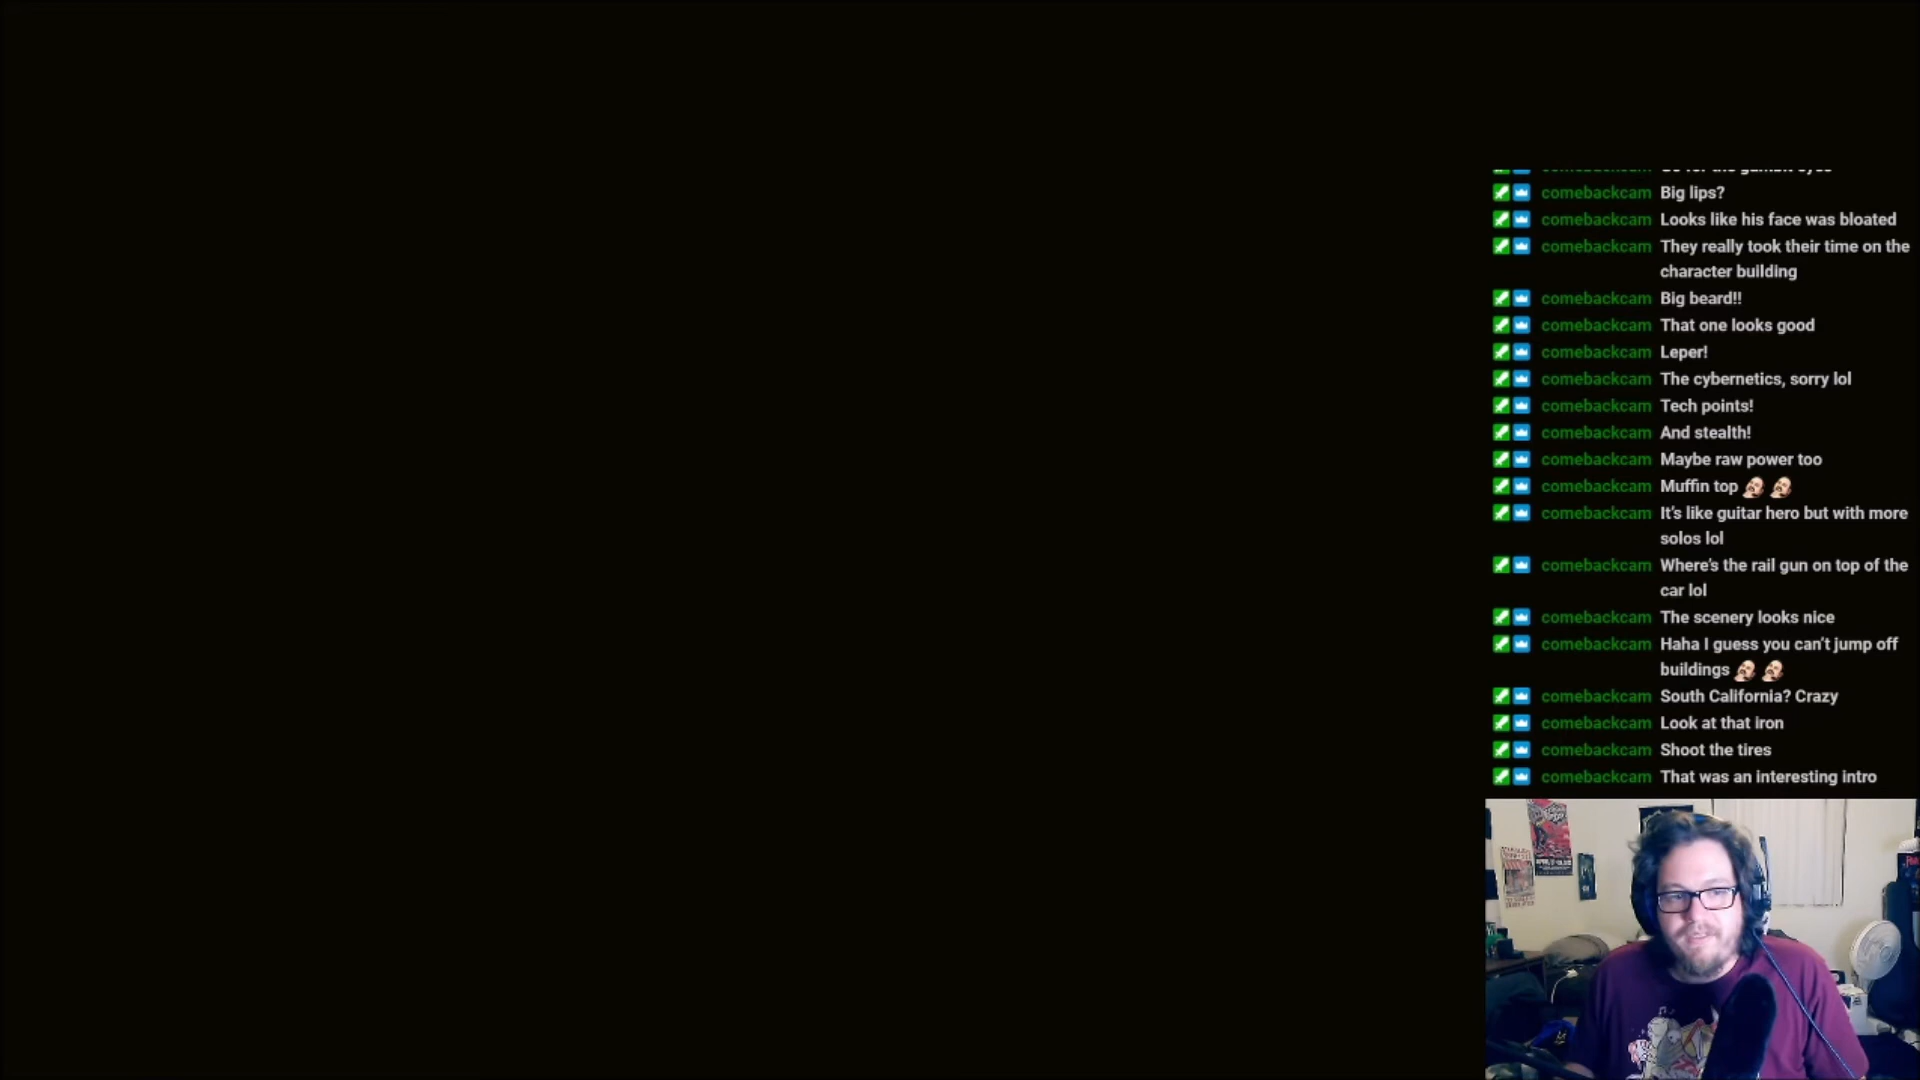 comebackcam Big lips?
comebackcam Looks like his face was bloated
comebackcam They really took their time on the
character building
comebackcam Big beard!!
comebackcam That one looks good
comebackcam Leper!
comebackcam The cybernetics, sorry lol
comebackcam Tech points!
comebackcam And stealth!
comebackcam Maybe raw power too
comebackcam Muffin top
comebackcam It’s like guitar hero but with more
solos lol
comebackcam Where’s the rail gun on top of the
car lol
comebackcam The scenery looks nice
comebackcam Haha I guess you can’t jump off
buildings
comebackcam South California? Crazy
comebackcam Look at that iron
comebackcam Shoot the tires
comebackcam That was an interesting intro